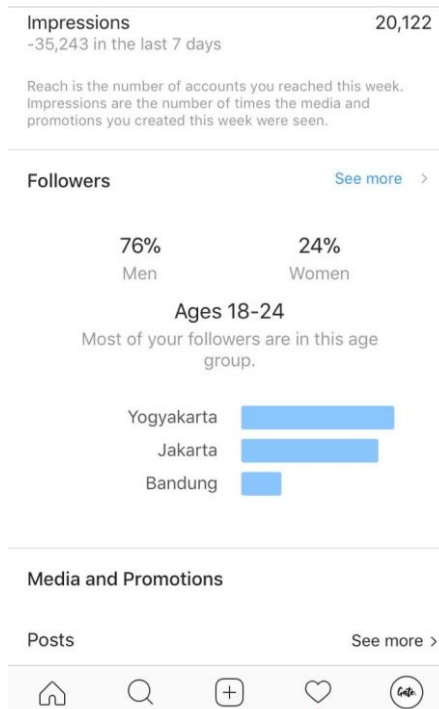 Impressions 20,122
-35,243 in the last 7 days
Reach is the number of accounts you reached this week.
Impressions are the number of times the media and
promotions you created this week were seen.
Followers See more >
76% 24%
Men Women
Ages 18-24
Most of your followers are in this age
group.
Yogyakarta
Jakarta
Bandung
Media and Promotions
Posts See more >
Gate.